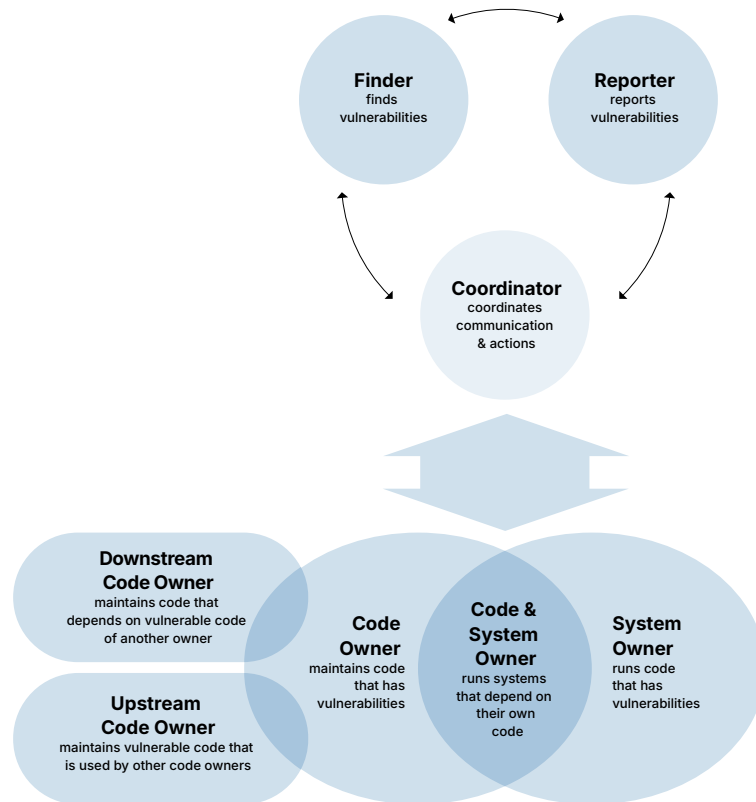 Finder
finds
vulnerabilities
Reporter
reports
vulnerabilities
Coordinator
coordinates
communication
& actions
Downstream
Code Owner
maintains code that
depends on vulnerable code
of another owner
Upstream
Code Owner
maintains vulnerable code that
is used by other code owners
Code
Owner
maintains code
that has
vulnerabilities
Code &
System
Owner
runs systems
that depend on
their own
code
System
Owner
runs code
that has
vulnerabilities